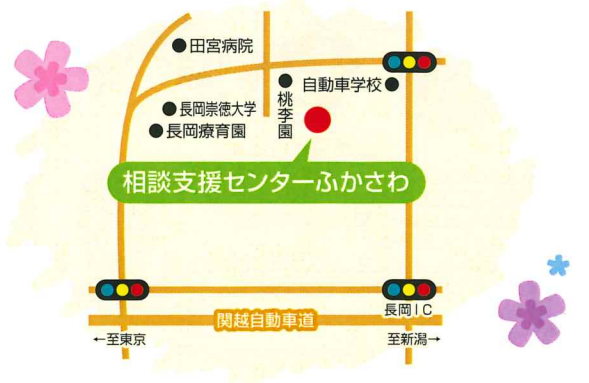 田宮病院
自動車学校
桃李園
長岡崇徳大学
長岡療育園
相談支援センターふかさわ
長岡IC
関越自動車道
←至東京
至新潟→